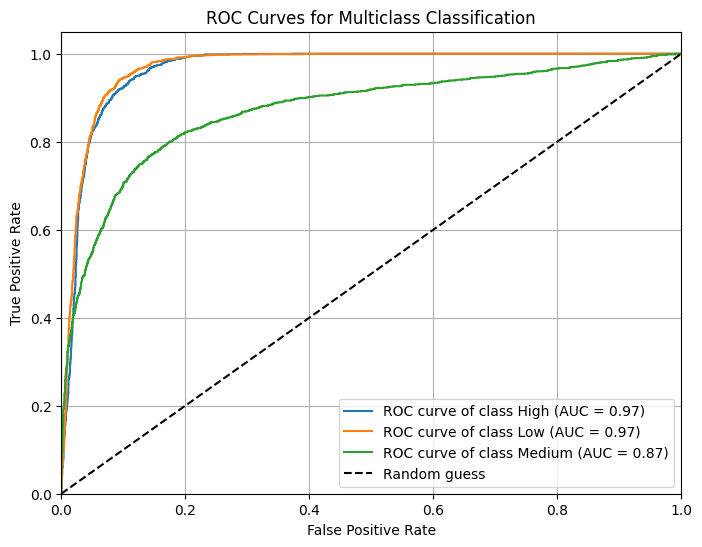 ROC Curves for Multiclass Classification
True Positive Rate
1.0
0.8
0.6
0.4
0.2
0.0
ROC curve of class High (AUC = 0.97)
ROC curve of class Low (AUC = 0.97)
ROC curve of class Medium (AUC = 0.87)
Random guess
0.0 0.2 0.4 0.6 0.8 1.0
False Positive Rate